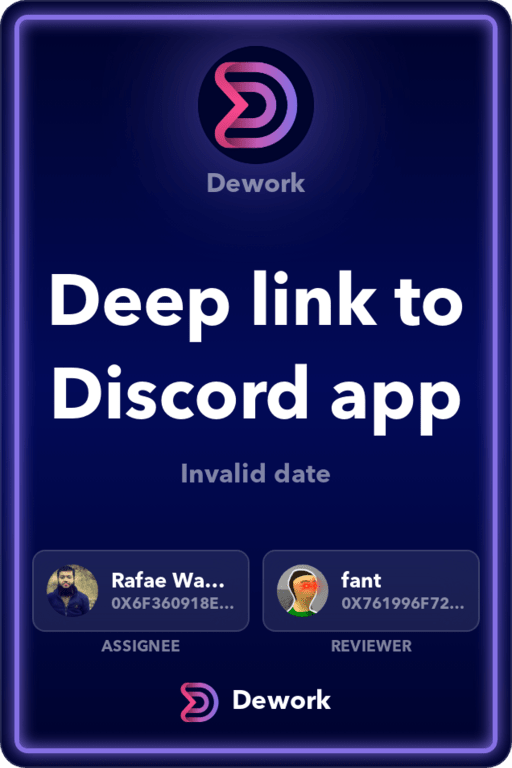 Dework
Deep link to
Discord app
Invalid date
Rafae Wa...
0X6F360918E...
fant
0X761996F72...
ASSIGNEE
REVIEWER
Dework